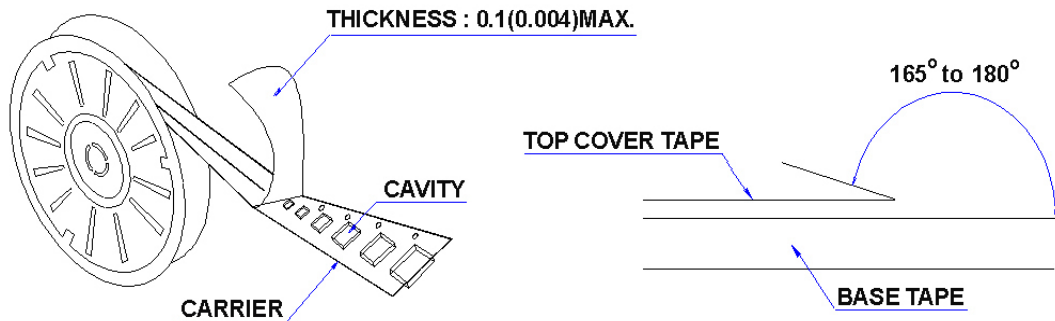 THICKNESS : 0.1(0.004)MAX.
CAVITY
CARRIER
165° to 180°
TOP COVER TAPE
BASE TAPE